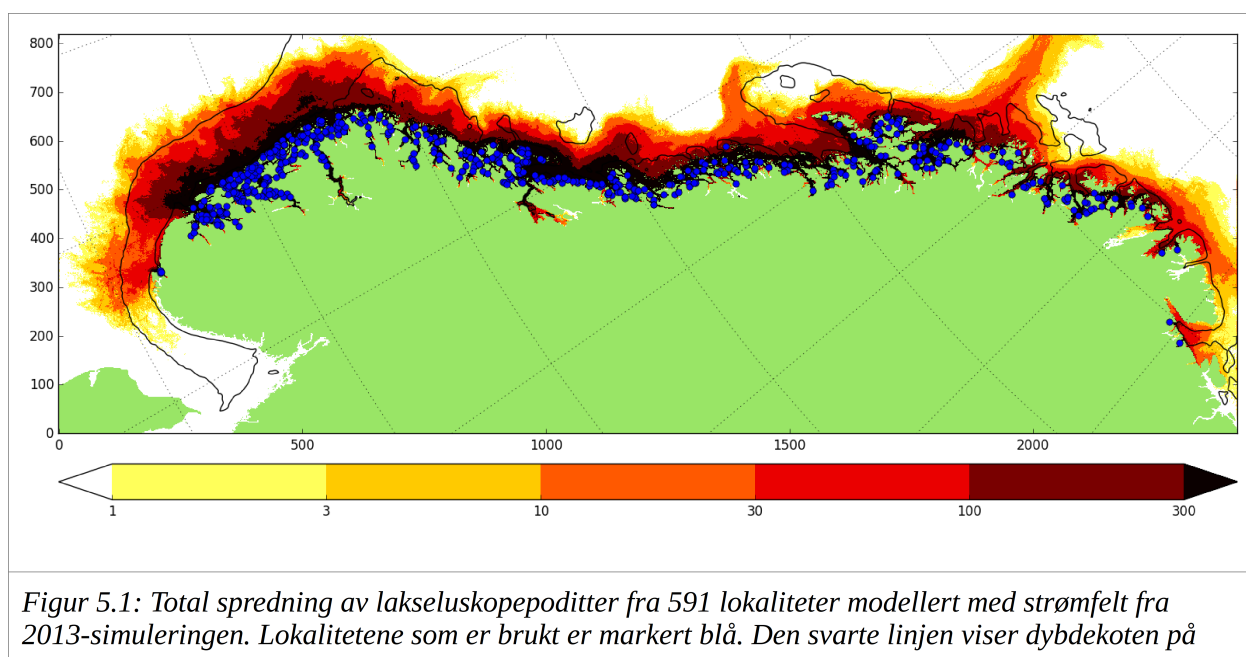 800
700
600
500
400
300
200
100
0
0 500 1000 1500 2000
1 3 10 30 100 300
Figur 5.1: Total spredning av lakseluskopepoditter fra 591 lokaliteter modellert med strømfelt fra
2013-simuleringen. Lokalitetene som er brukt er markert blå. Den svarte linjen viser dybdekoten på